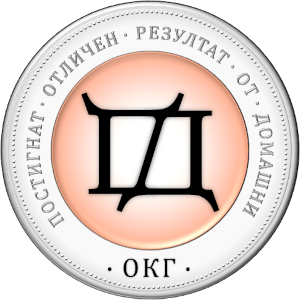 ПОСТИГНАТ · ОТЛИЧЕН · РЕЗУЛТАТ · ОТ · ДОМАШНИ
· ОКГ ·